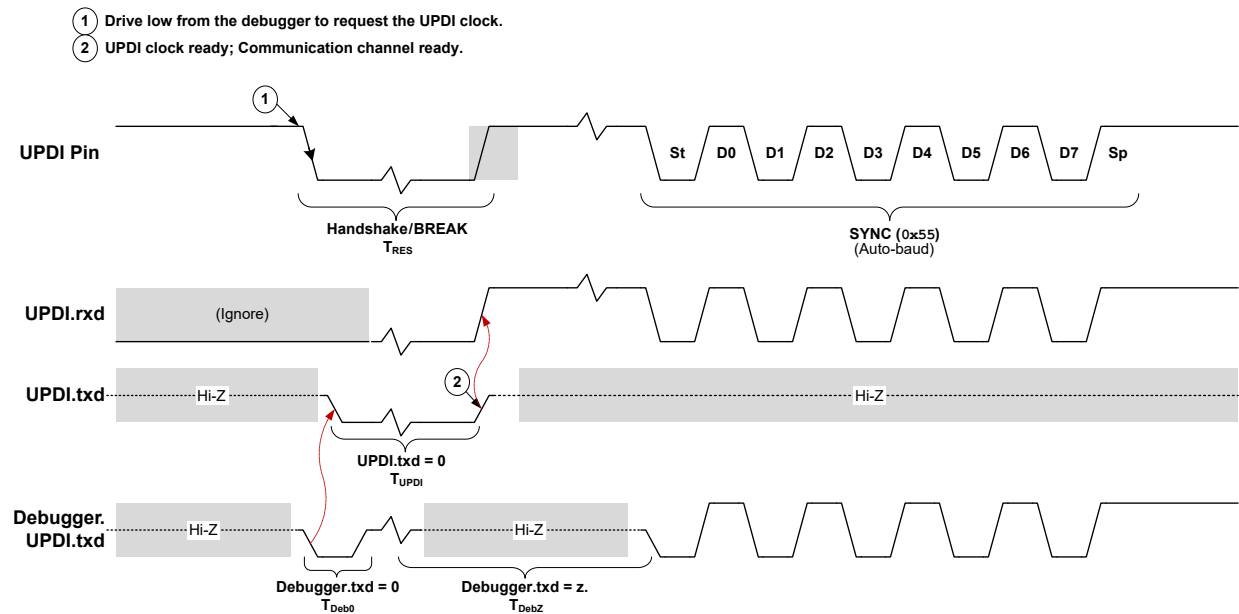 1 Drive low from the debugger to request the UPDI clock.
2 UPDI clock ready; Communication channel ready.
1
UPDI Pin
St D0 D1 D2 D3 D4 D5 D6 D7 Sp
Handshake/BREAK
TRES
SYNC (0x55)
(Auto-baud)
UPDI.rxd
(Ignore)
UPDI.txd
Hi-Z
2
Hi-Z
UPDI.txd = 0
TUPDI
Debugger.
UPDI.txd
Hi-Z
Hi-Z
Debugger.txd = 0
TDeb0
Debugger.txd = z.
TDebZ